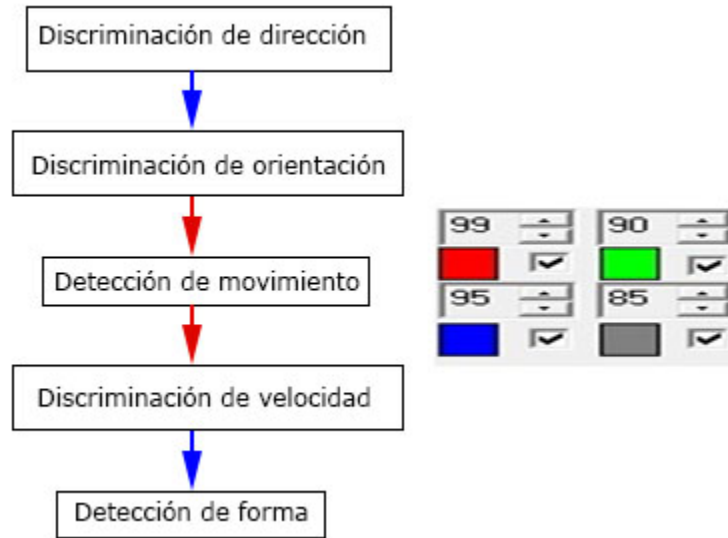 Discriminación de dirección
Discriminación de orientación
Detección de movimiento
Discriminación de velocidad
Detección de forma
99 90
95 85